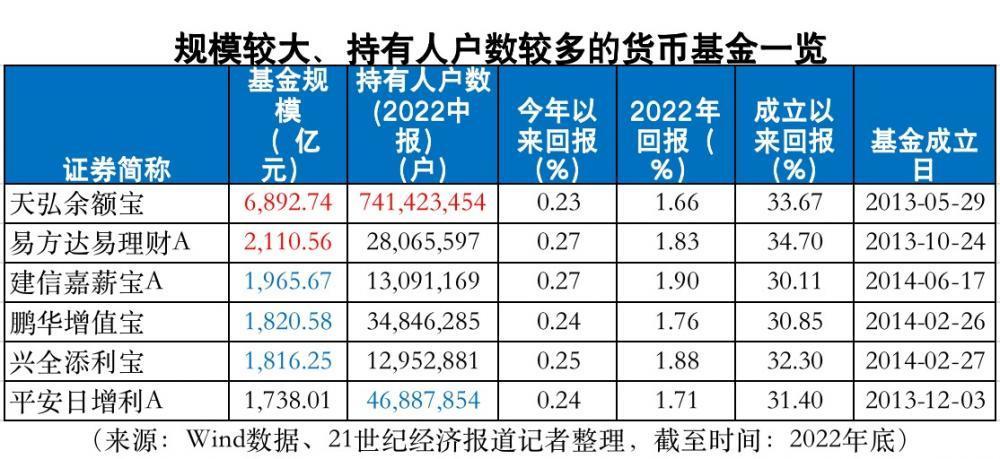 规模较大、持有人户数较多的货币基金一览
证券简称 基金规模（亿元） 持有人户数(2022中报)（户） 今年以来回报(%) 2022年回报（%） 成立以来回报(%) 基金成立日
天弘余额宝 6,892.74 741,423,454 0.23 1.66 33.67 2013-05-29
易方达易理财A 2,110.56 28,065,597 0.27 1.83 34.70 2013-10-24
建信嘉薪宝A 1,965.67 13,091,169 0.27 1.90 30.11 2014-06-17
鹏华增值宝 1,820.58 34,846,285 0.24 1.76 30.85 2014-02-26
兴全添利宝 1,816.25 12,952,881 0.25 1.88 32.30 2014-02-27
平安日增利A 1,738.01 46,887,854 0.24 1.71 31.40 2013-12-03
（来源：Wind数据、21世纪经济报道记者整理，截至时间：2022年底）